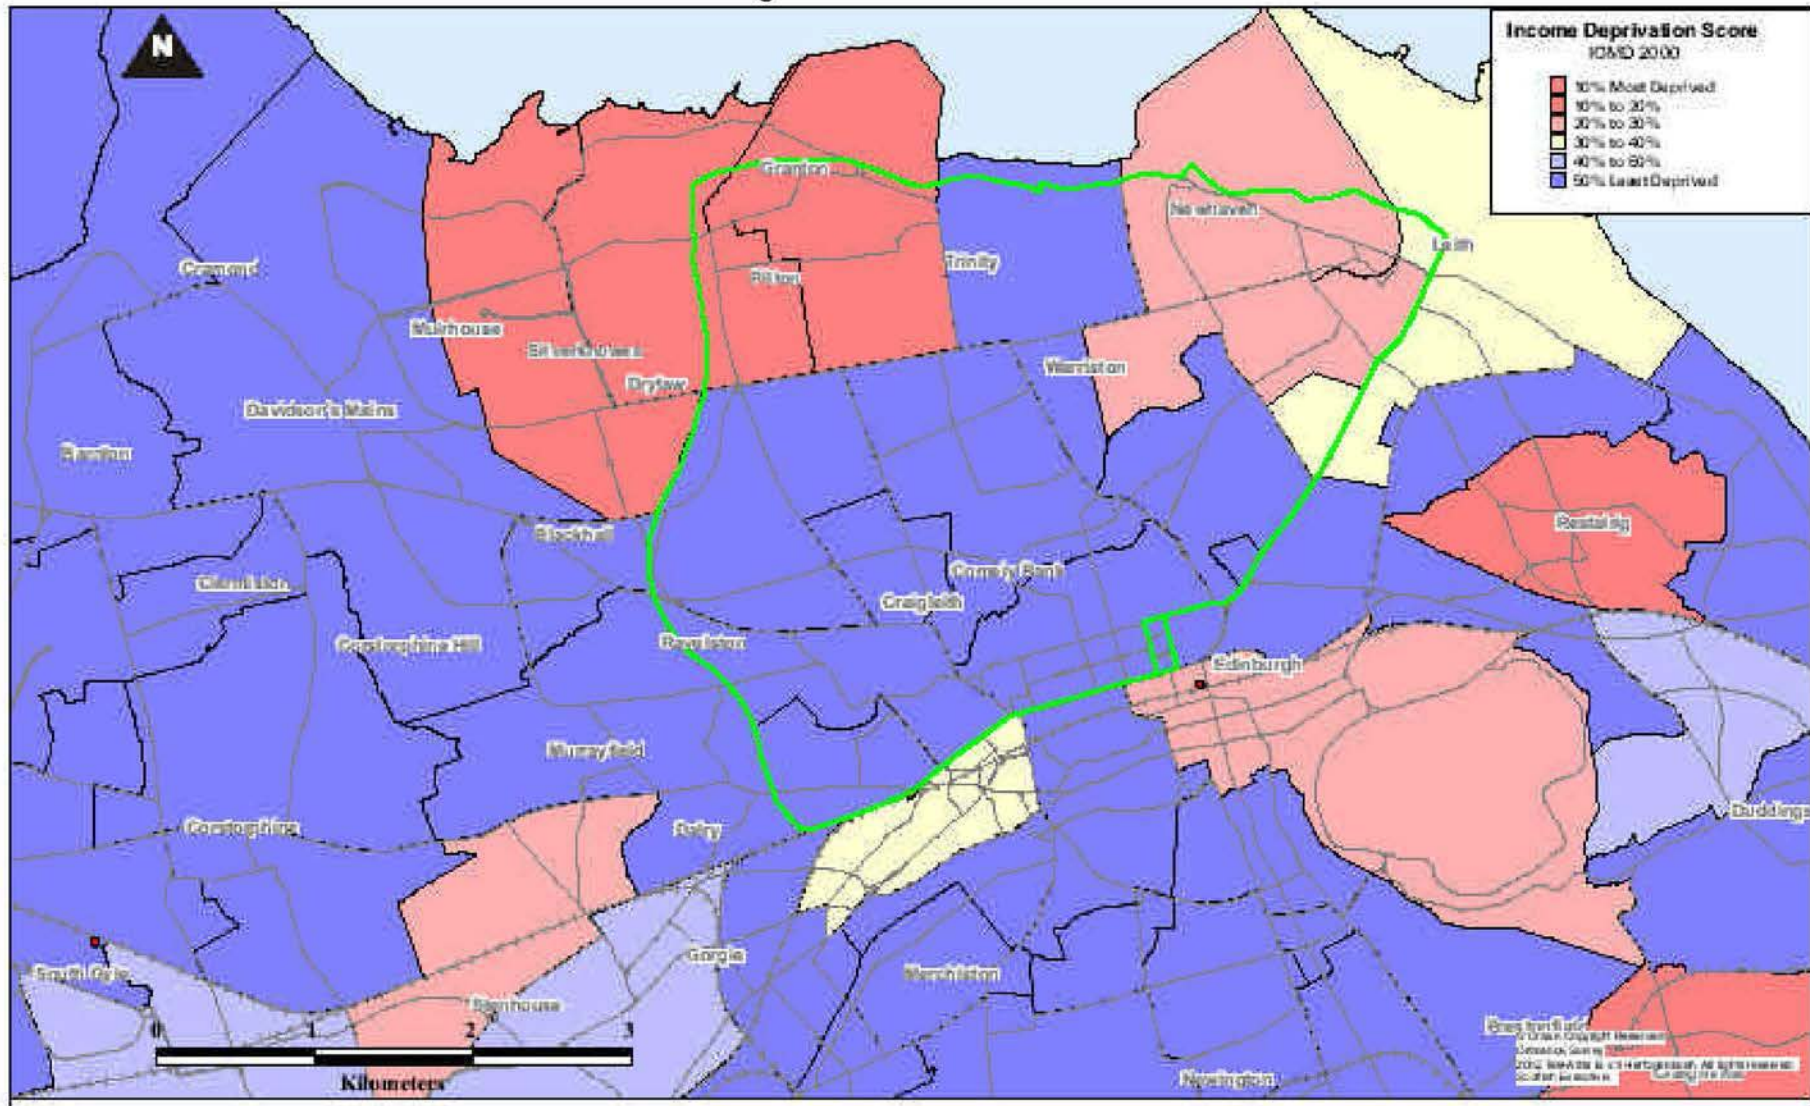 N
Income Deprivation Score
IOMD 2000
10% Most Deprived
10% to 20%
20% to 30%
30% to 40%
40% to 50%
50% Least Deprived
Granton
Newhaven
Leith
Trinity
Cramond
Pilton
Muirhouse
Silverknowes
Warriston
Drylaw
Davidson's Mains
Barnton
Restalrig
Blackhall
Comely Bank
Clermiston
Craigleith
Corstorphine Hill
Ravelston
Edinburgh
Murrayfield
Duddings
Corstorphine
Dalry
Gorgie
South Gyle
Merchiston
Stenhouse
0 1 2 3
Kilometers
Newington